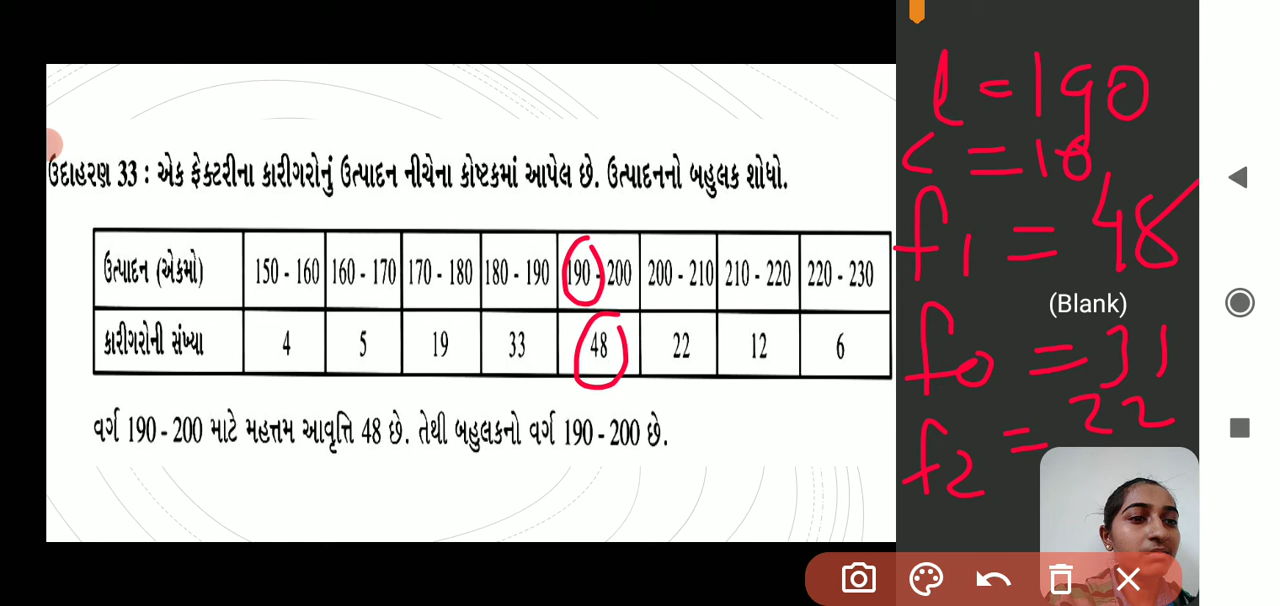 ઉદાહરણ 33 : એક ફેક્ટરીના કારીગરોનું ઉત્પાદન નીચેના કોષ્ટકમાં આપેલ છે. ઉત્પાદનનો બહુલક શોધો.
ઉત્પાદન (એકમો) 150 - 160 160 - 170 170 - 180 180 - 190 190 - 200 200 - 210 210 - 220 220 - 230
કારીગરોની સંખ્યા 4 5 19 33 48 22 12 6
વર્ગ 190 - 200 માટે મહત્તમ આવૃત્તિ 48 છે. તેથી બહુલકનો વર્ગ 190 - 200 છે.
l = 190
c = 10
f1 = 48
(Blank)
f0 = 31
f2 = 22